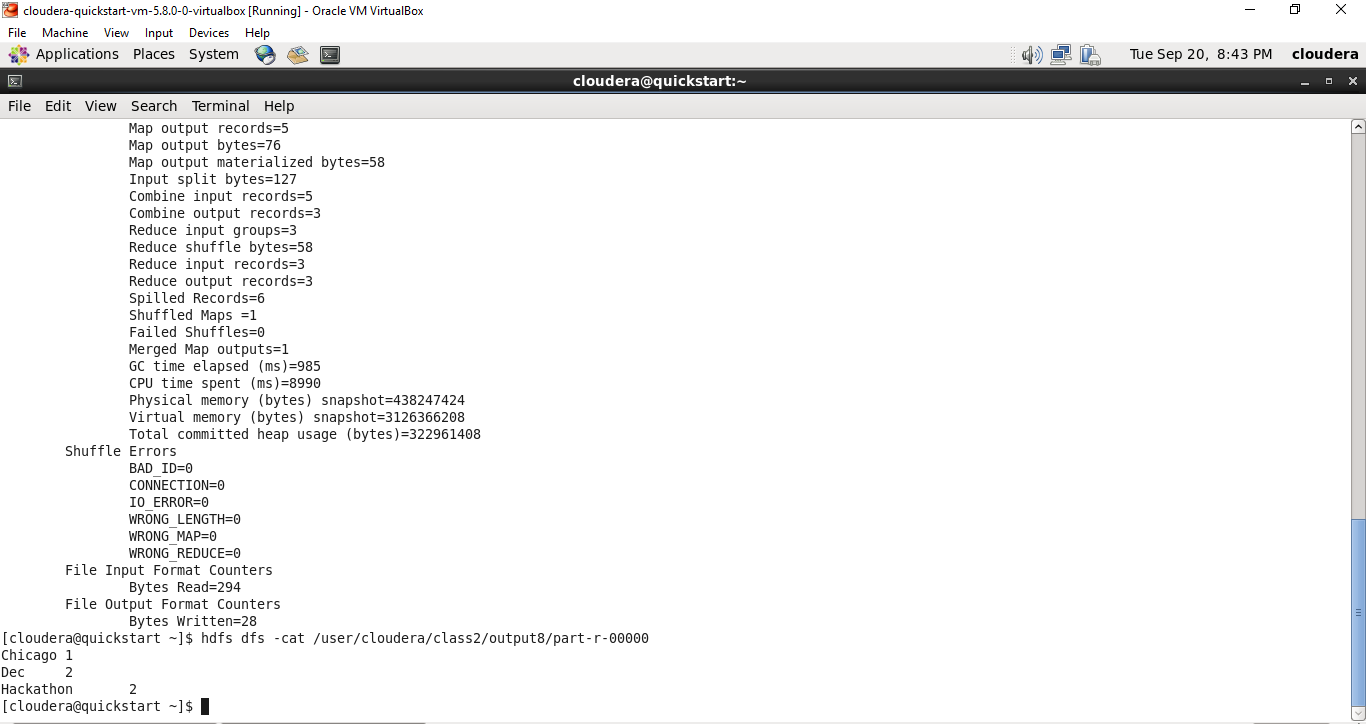 cloudera-quickstart-vm-5.8.0-0-virtualbox [Running] - Oracle VM VirtualBox
File Machine View Input Devices Help
Applications Places System Tue Sep 20, 8:43 PM cloudera
cloudera@quickstart:~
File Edit View Search Terminal Help
Map output records=5
Map output bytes=76
Map output materialized bytes=58
Input split bytes=127
Combine input records=5
Combine output records=3
Reduce input groups=3
Reduce shuffle bytes=58
Reduce input records=3
Reduce output records=3
Spilled Records=6
Shuffled Maps =1
Failed Shuffles=0
Merged Map outputs=1
GC time elapsed (ms)=985
CPU time spent (ms)=8990
Physical memory (bytes) snapshot=438247424
Virtual memory (bytes) snapshot=3126366208
Total committed heap usage (bytes)=322961408
Shuffle Errors
BAD_ID=0
CONNECTION=0
IO_ERROR=0
WRONG_LENGTH=0
WRONG_MAP=0
WRONG_REDUCE=0
File Input Format Counters
Bytes Read=294
File Output Format Counters
Bytes Written=28
[cloudera@quickstart ~]$ hdfs dfs -cat /user/cloudera/class2/output8/part-r-00000
Chicago 1
Dec 2
Hackathon 2
[cloudera@quickstart ~]$